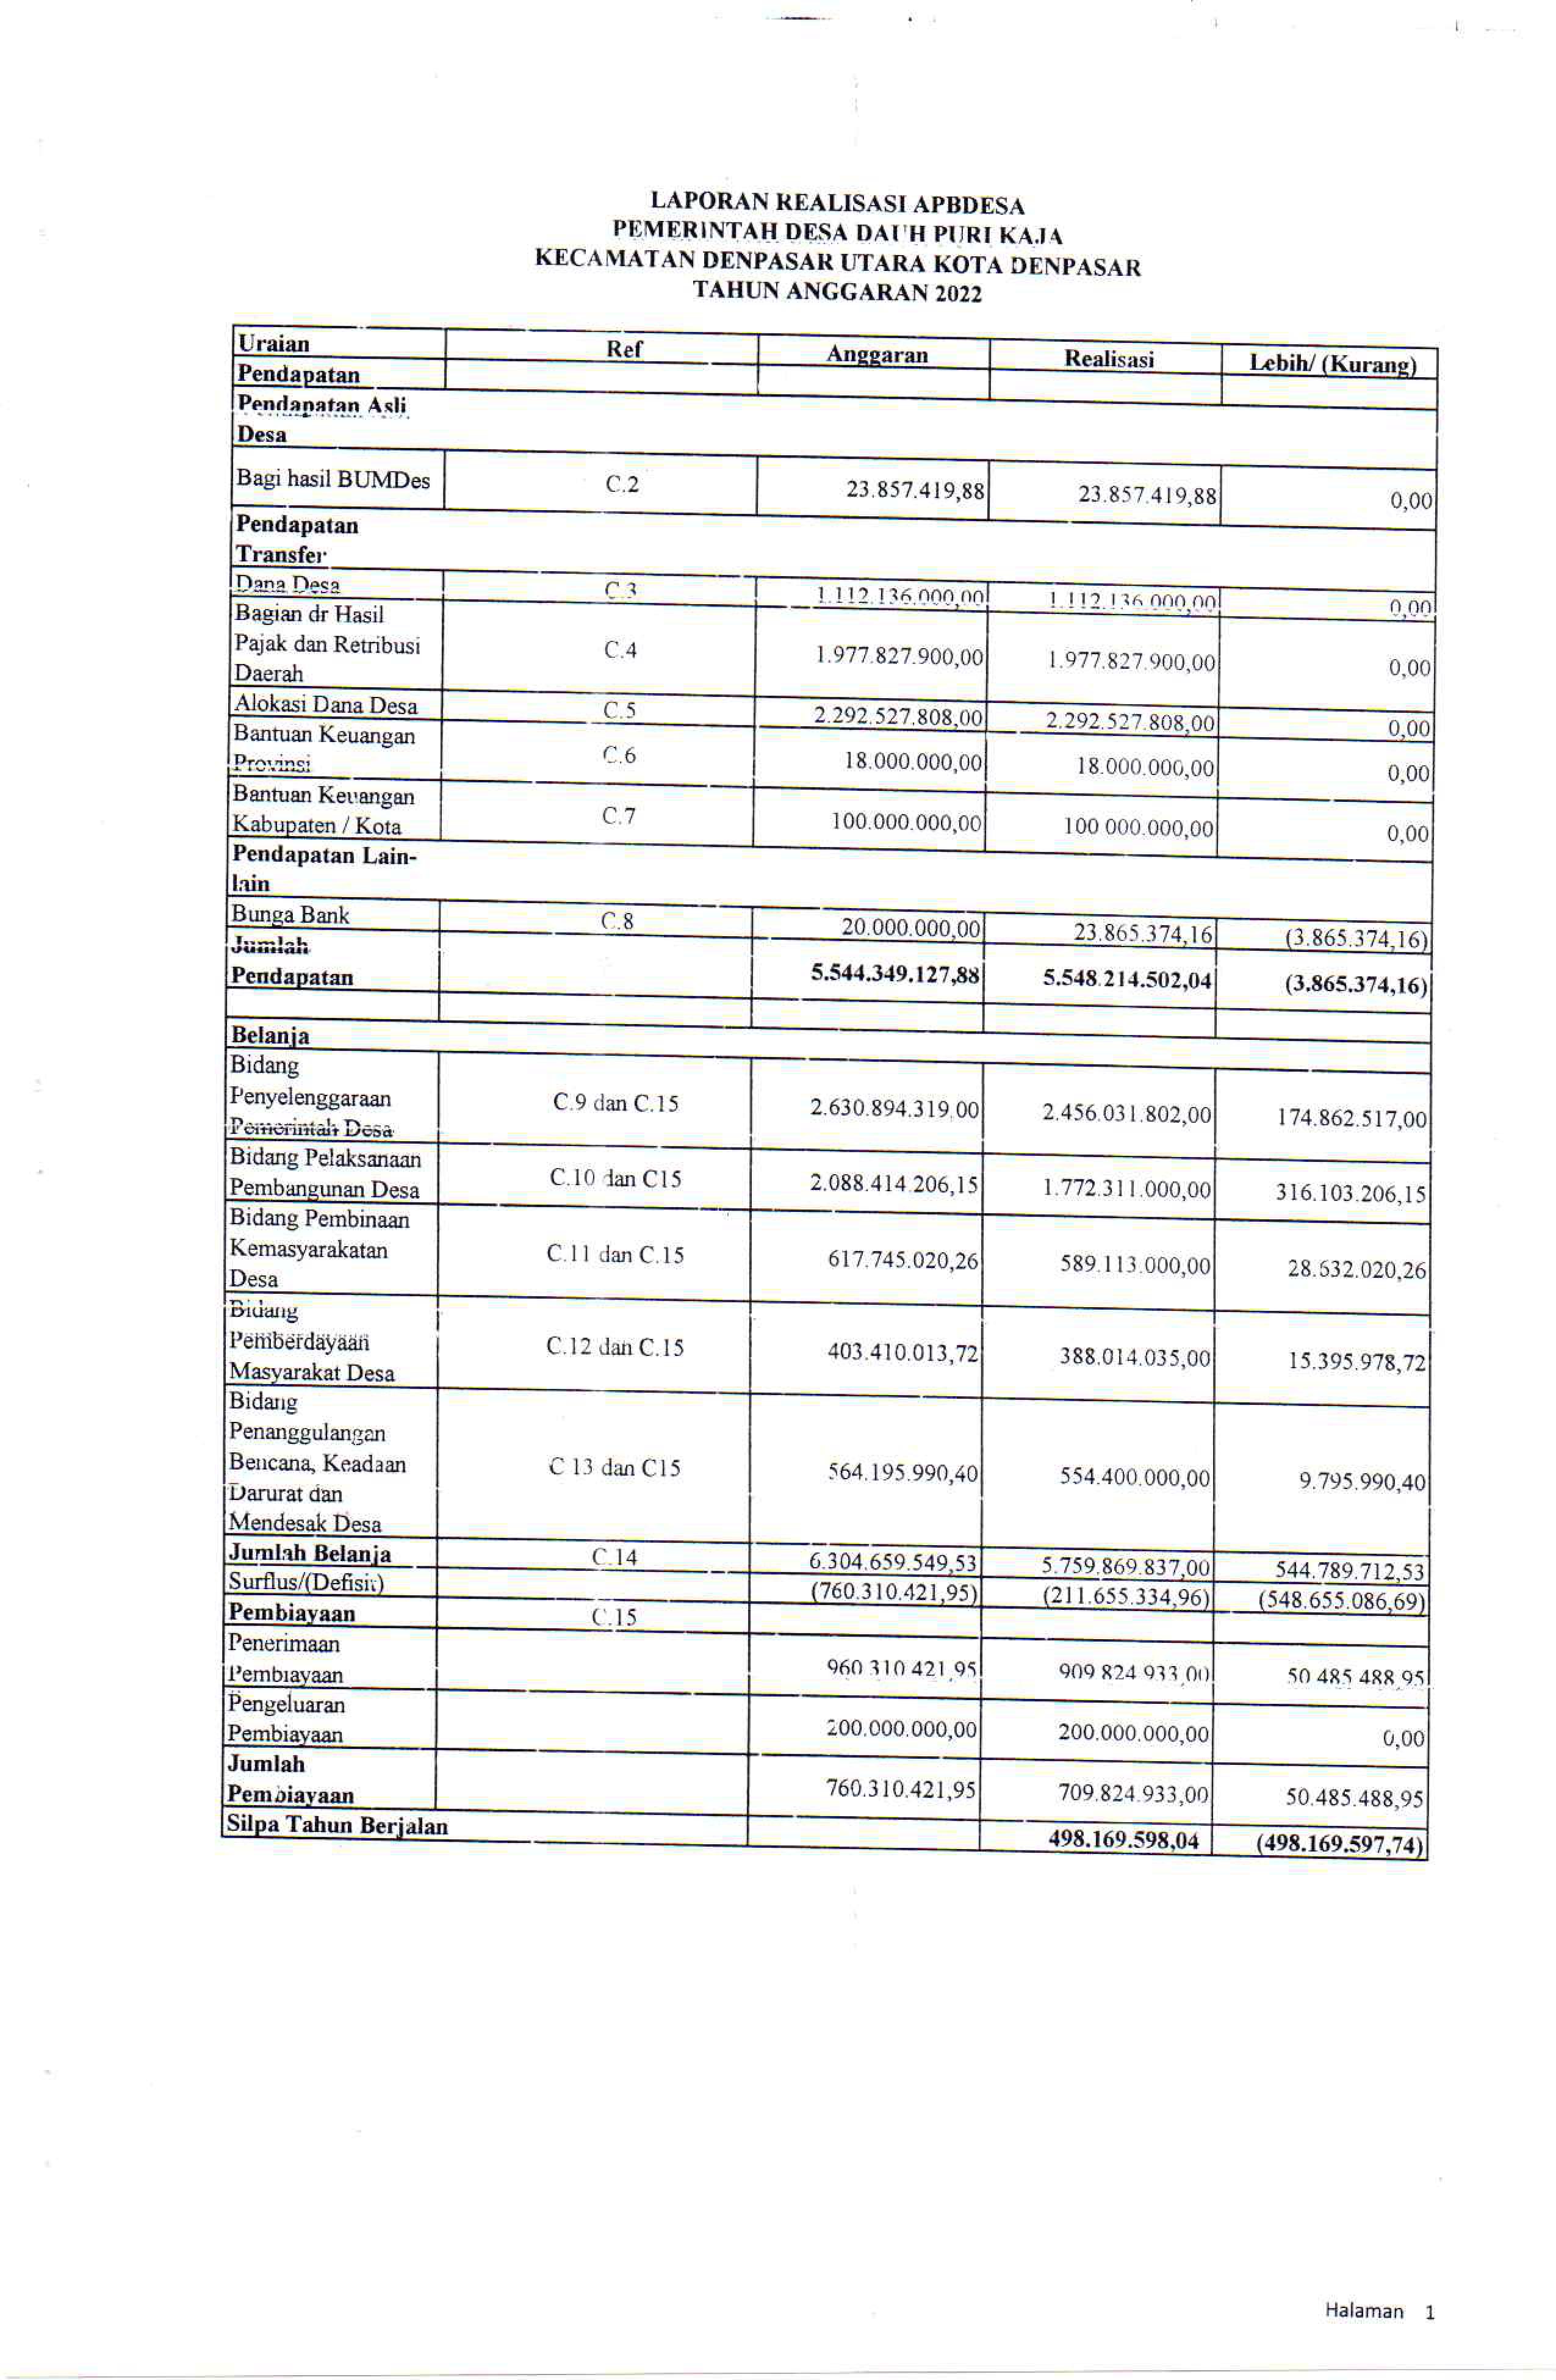 LAPORAN REALISASI APBDESA
PEMERINTAH DESA DAUH PURI KAJA
KECAMATAN DENPASAR UTARA KOTA DENPASAR
TAHUN ANGGARAN 2022
Uraian Ref Anggaran Realisasi Lebih/ (Kurang)
Pendapatan
Pendapatan Asli
Desa
Bagi hasil BUMDes C.2 23.857.419,88 23.857.419,88 0,00
Pendapatan
Transfer
Dana Desa C.3 1.112.136.000,00 1.112.136.000,00 0,00
Bagian dr Hasil
Pajak dan Retribusi C.4 1.977.827.900,00 1.977.827.900,00 0,00
Daerah
Alokasi Dana Desa C.5 2.292.527.808,00 2.292.527.808,00 0,00
Bantuan Keuangan
Provinsi C.6 18.000.000,00 18.000.000,00 0,00
Bantuan Keuangan
Kabupaten / Kota C.7 100.000.000,00 100 000.000,00 0,00
Pendapatan Lain-
lain
Bunga Bank C.8 20.000.000,00 23.865.374,16 (3.865.374,16)
Jumlah
Pendapatan 5.544.349.127,88 5.548.214.502,04 (3.865.374,16)
Belanja
Bidang
Penyelenggaraan C.9 dan C.15 2.630.894.319,00 2.456.031.802,00 174.862.517,00
Pemerintah Desa
Bidang Pelaksanaan
Pembangunan Desa C.10 dan C15 2.088.414.206,15 1.772.311.000,00 316.103.206,15
Bidang Pembinaan
Kemasyarakatan C.11 dan C.15 617.745.020,26 589.113.000,00 28.632.020,26
Desa
Bidang
Pemberdayaan C.12 dan C.15 403.410.013,72 388.014.035,00 15.395.978,72
Masyarakat Desa
Bidang
Penanggulangan
Bencana, Keadaan C 13 dan C15 564.195.990,40 554.400.000,00 9.795.990,40
Darurat dan
Mendesak Desa
Jumlah Belanja C.14 6.304.659.549,53 5.759.869.837,00 544.789.712,53
Surflus/(Defisit) (760.310.421,95) (211.655.334,96) (548.655.086,69)
Pembiayaan C.15
Penerimaan
Pembiayaan 960 310 421,95 909 824 933,00 50 485 488,95
Pengeluaran
Pembiayaan 200.000.000,00 200.000.000,00 0,00
Jumlah
Pembiayaan 760.310.421,95 709.824.933,00 50.485.488,95
Silpa Tahun Berjalan 498.169.598,04 (498.169.597,74)
Halaman 1